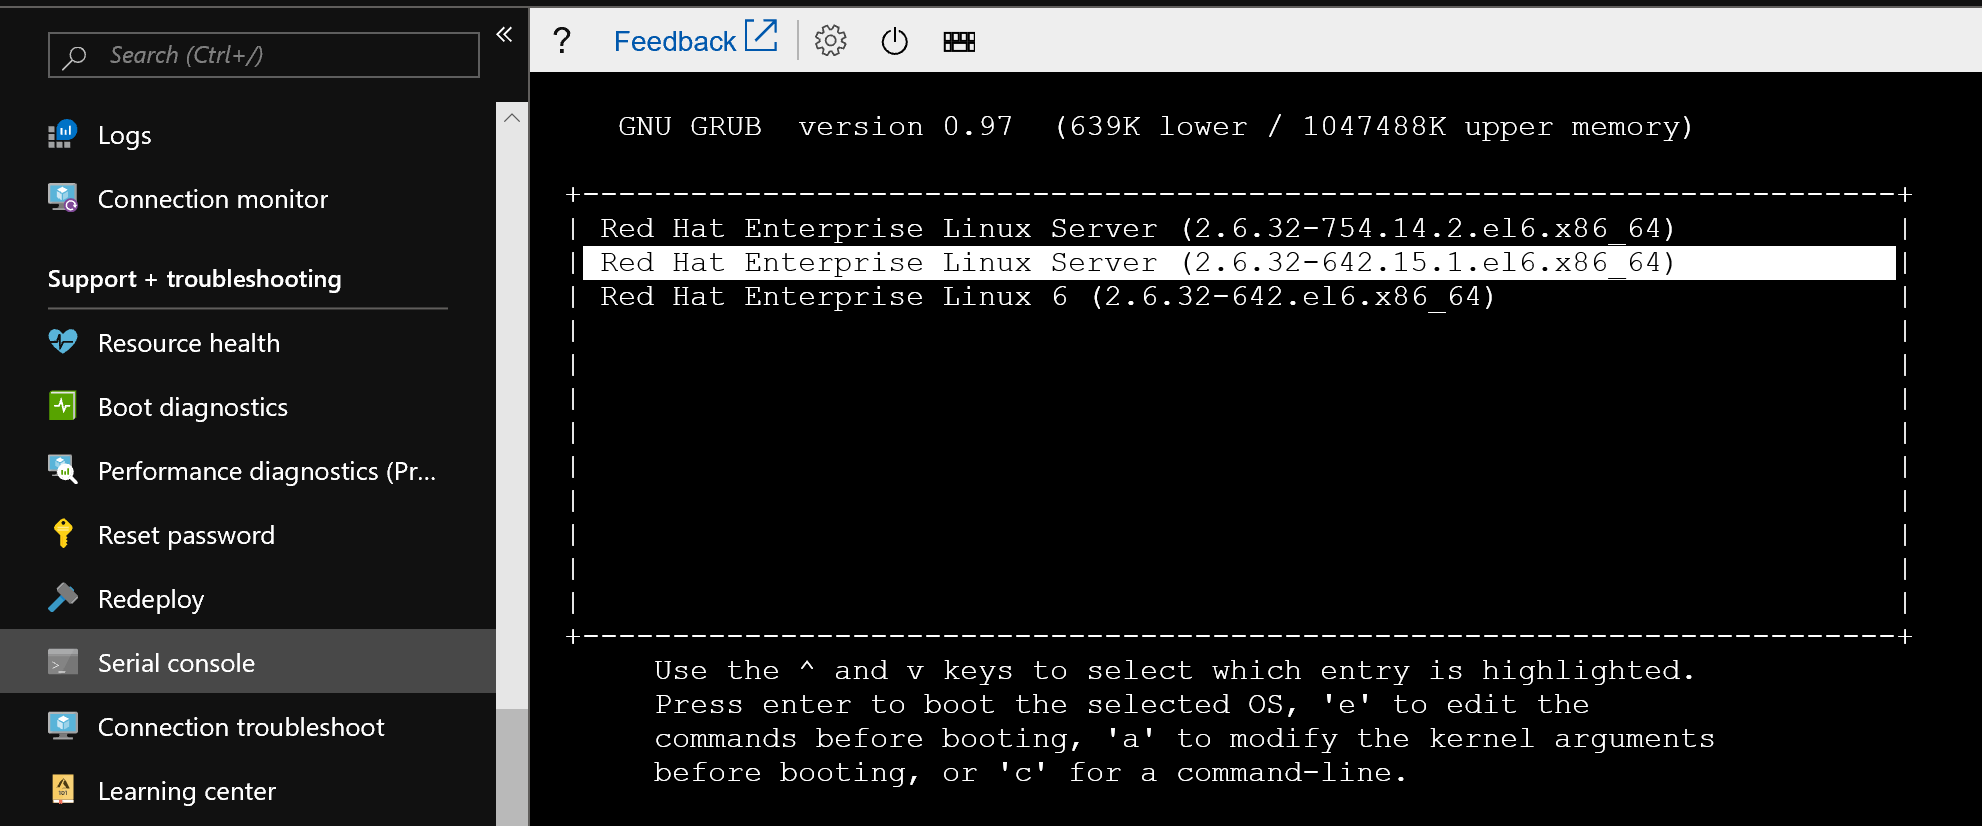 Search (Ctrl+/)
Logs
Connection monitor
Support + troubleshooting
Resource health
Boot diagnostics
Performance diagnostics (Pr...
Reset password
Redeploy
Serial console
Connection troubleshoot
Learning center
? Feedback
GNU GRUB version 0.97 (639K lower / 1047488K upper memory)
+-------------------------------------------------------------------------+
| Red Hat Enterprise Linux Server (2.6.32-754.14.2.el6.x86_64) |
| Red Hat Enterprise Linux Server (2.6.32-642.15.1.el6.x86_64) |
| Red Hat Enterprise Linux 6 (2.6.32-642.el6.x86_64) |
+-------------------------------------------------------------------------+
Use the ^ and v keys to select which entry is highlighted.
Press enter to boot the selected OS, 'e' to edit the
commands before booting, 'a' to modify the kernel arguments
before booting, or 'c' for a command-line.